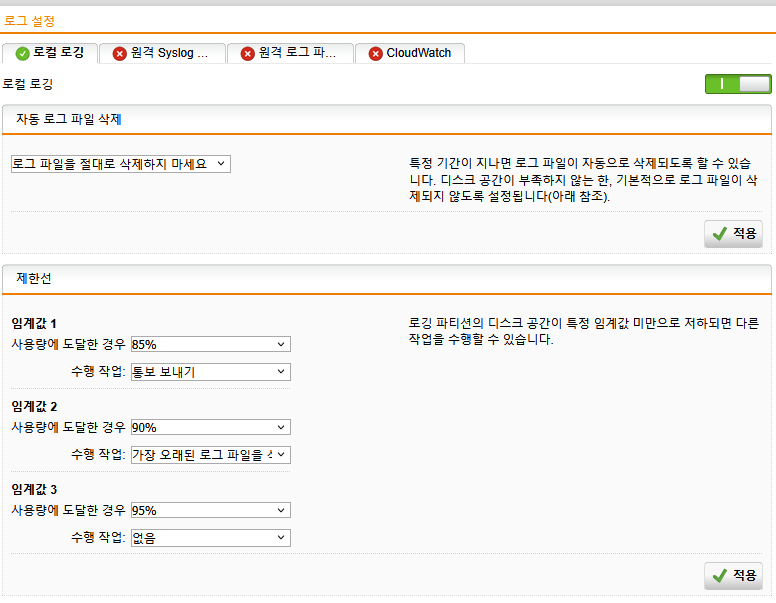 로그 설정
로컬 로깅
원격 Syslog ...
원격 로그 파...
CloudWatch
로컬 로깅
자동 로그 파일 삭제
로그 파일을 절대로 삭제하지 마세요
특정 기간이 지나면 로그 파일이 자동으로 삭제되도록 할 수 있습
니다. 디스크 공간이 부족하지 않는 한, 기본적으로 로그 파일이 삭
제되지 않도록 설정됩니다(아래 참조).
적용
제한선
임계값 1
사용량에 도달한 경우 85%
수행 작업: 통보 보내기
로깅 파티션의 디스크 공간이 특정 임계값 미만으로 저하되면 다른
작업을 수행할 수 있습니다.
임계값 2
사용량에 도달한 경우 90%
수행 작업: 가장 오래된 로그 파일을
임계값 3
사용량에 도달한 경우 95%
수행 작업: 없음
적용